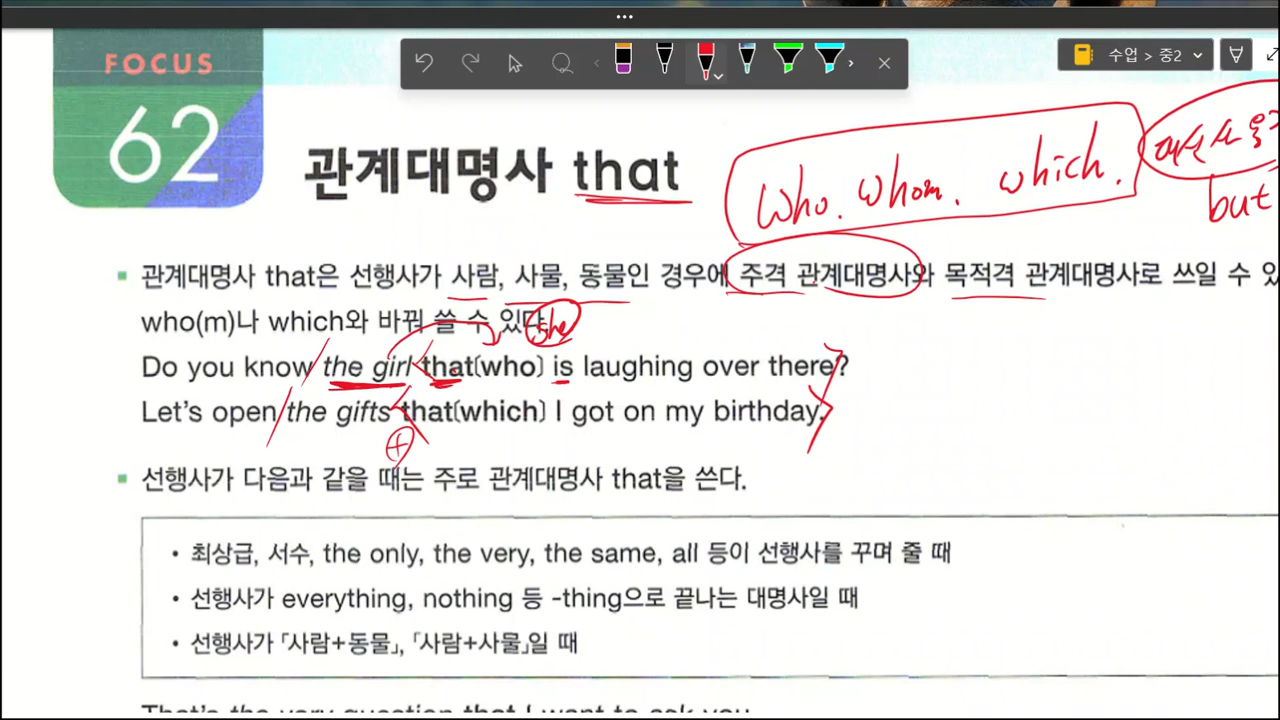 수업 > 중2
FOCUS
62
관계대명사 that
who. whom. which.
but
관계대명사 that은 선행사가 사람, 사물, 동물인 경우에 주격 관계대명사와 목적격 관계대명사로 쓰일 수 있
who(m)나 which와 바꿔 쓸 수 있다.
she
Do you know the girl that(who) is laughing over there?
Let's open the gifts that(which) I got on my birthday.
선행사가 다음과 같을 때는 주로 관계대명사 that을 쓴다.
• 최상급, 서수, the only, the very, the same, all 등이 선행사를 꾸며 줄 때
• 선행사가 everything, nothing 등 -thing으로 끝나는 대명사일 때
• 선행사가 「사람+동물」, 「사람+사물」일 때
That's the very question that I want to ask you.